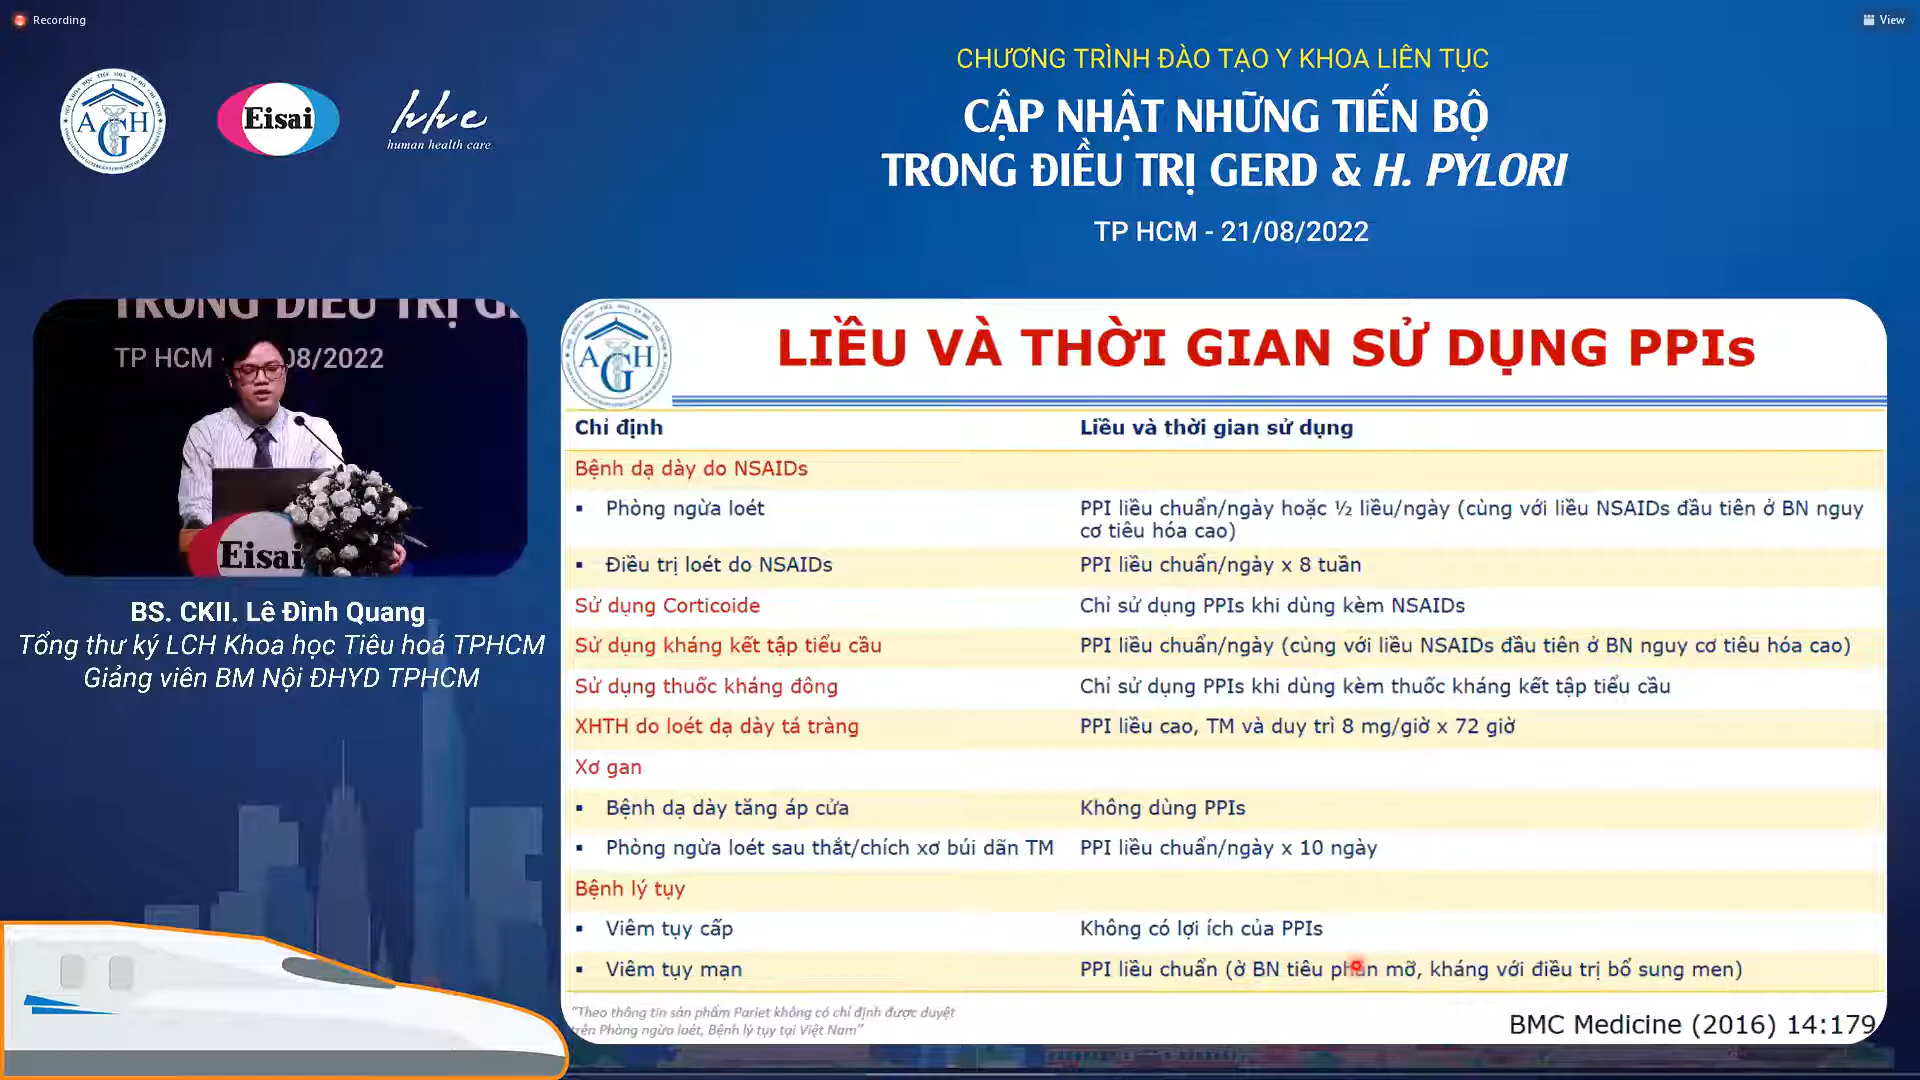 Recording
View
CHƯƠNG TRÌNH ĐÀO TẠO Y KHOA LIÊN TỤC
CẬP NHẬT NHỮNG TIẾN BỘ
TRONG ĐIỀU TRỊ GERD & H. PYLORI
TP HCM - 21/08/2022
AGH
Eisai
hhc
human health care
TRONG ĐIỀU TRỊ G
TP HCM - 08/2022
Eisai
BS. CKII. Lê Đình Quang
Tổng thư ký LCH Khoa học Tiêu hoá TPHCM
Giảng viên BM Nội ĐHYD TPHCM
AGH
LIỀU VÀ THỜI GIAN SỬ DỤNG PPIs
Chỉ định Liều và thời gian sử dụng
Bệnh dạ dày do NSAIDs
▪ Phòng ngừa loét PPI liều chuẩn/ngày hoặc ½ liều/ngày (cùng với liều NSAIDs đầu tiên ở BN nguy
cơ tiêu hóa cao)
▪ Điều trị loét do NSAIDs PPI liều chuẩn/ngày x 8 tuần
Sử dụng Corticoide Chỉ sử dụng PPIs khi dùng kèm NSAIDs
Sử dụng kháng kết tập tiểu cầu PPI liều chuẩn/ngày (cùng với liều NSAIDs đầu tiên ở BN nguy cơ tiêu hóa cao)
Sử dụng thuốc kháng đông Chỉ sử dụng PPIs khi dùng kèm thuốc kháng kết tập tiểu cầu
XHTH do loét dạ dày tá tràng PPI liều cao, TM và duy trì 8 mg/giờ x 72 giờ
Xơ gan
▪ Bệnh dạ dày tăng áp cửa Không dùng PPIs
▪ Phòng ngừa loét sau thắt/chích xơ búi dãn TM PPI liều chuẩn/ngày x 10 ngày
Bệnh lý tụy
▪ Viêm tụy cấp Không có lợi ích của PPIs
▪ Viêm tụy mạn PPI liều chuẩn (ở BN tiêu phân mỡ, kháng với điều trị bổ sung men)
"Theo thông tin sản phẩm Pariet không có chỉ định được duyệt
trên Phòng ngừa loét, Bệnh lý tụy tại Việt Nam"
BMC Medicine (2016) 14:179